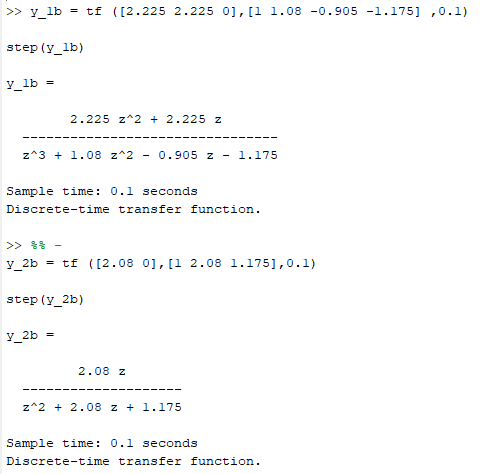 >> y_1b = tf ([2.225 2.225 0],[1 1.08 -0.905 -1.175] ,0.1)
step(y_1b)
y_1b =
2.225 z^2 + 2.225 z
--------------------------------
z^3 + 1.08 z^2 - 0.905 z - 1.175
Sample time: 0.1 seconds
Discrete-time transfer function.
>> %% -
y_2b = tf ([2.08 0],[1 2.08 1.175],0.1)
step(y_2b)
y_2b =
2.08 z
--------------------
z^2 + 2.08 z + 1.175
Sample time: 0.1 seconds
Discrete-time transfer function.